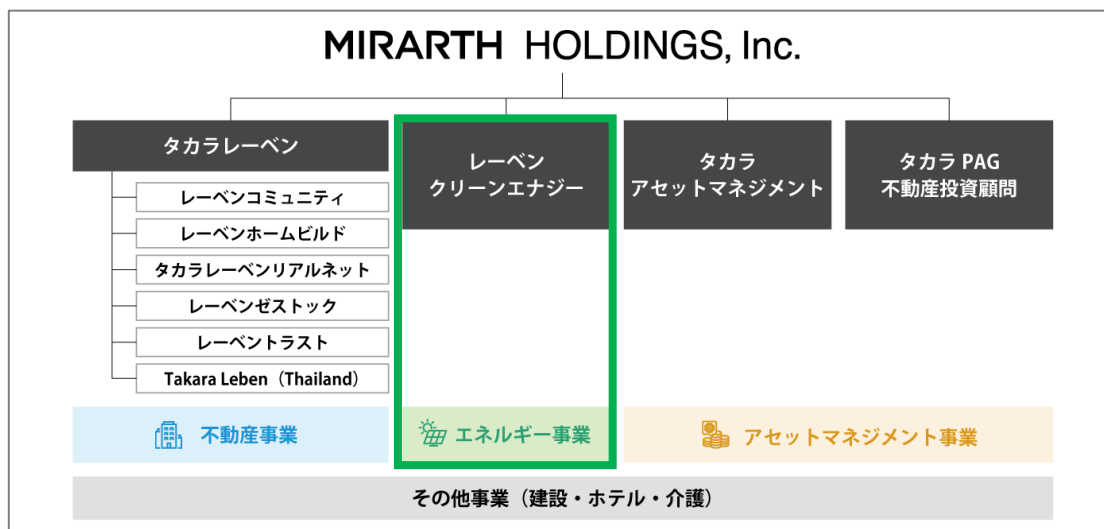 MIRARTH HOLDINGS, Inc.
タカラレーベン
レーベンコミュニティ
レーベンホームビルド
タカラレーベンリアルネット
レーベンゼストック
レーベントラスト
Takara Leben（Thailand）
レーベン
クリーンエナジー
タカラ
アセットマネジメント
タカラ PAG
不動産投資顧問
不動産事業
エネルギー事業
アセットマネジメント事業
その他事業（建設・ホテル・介護）